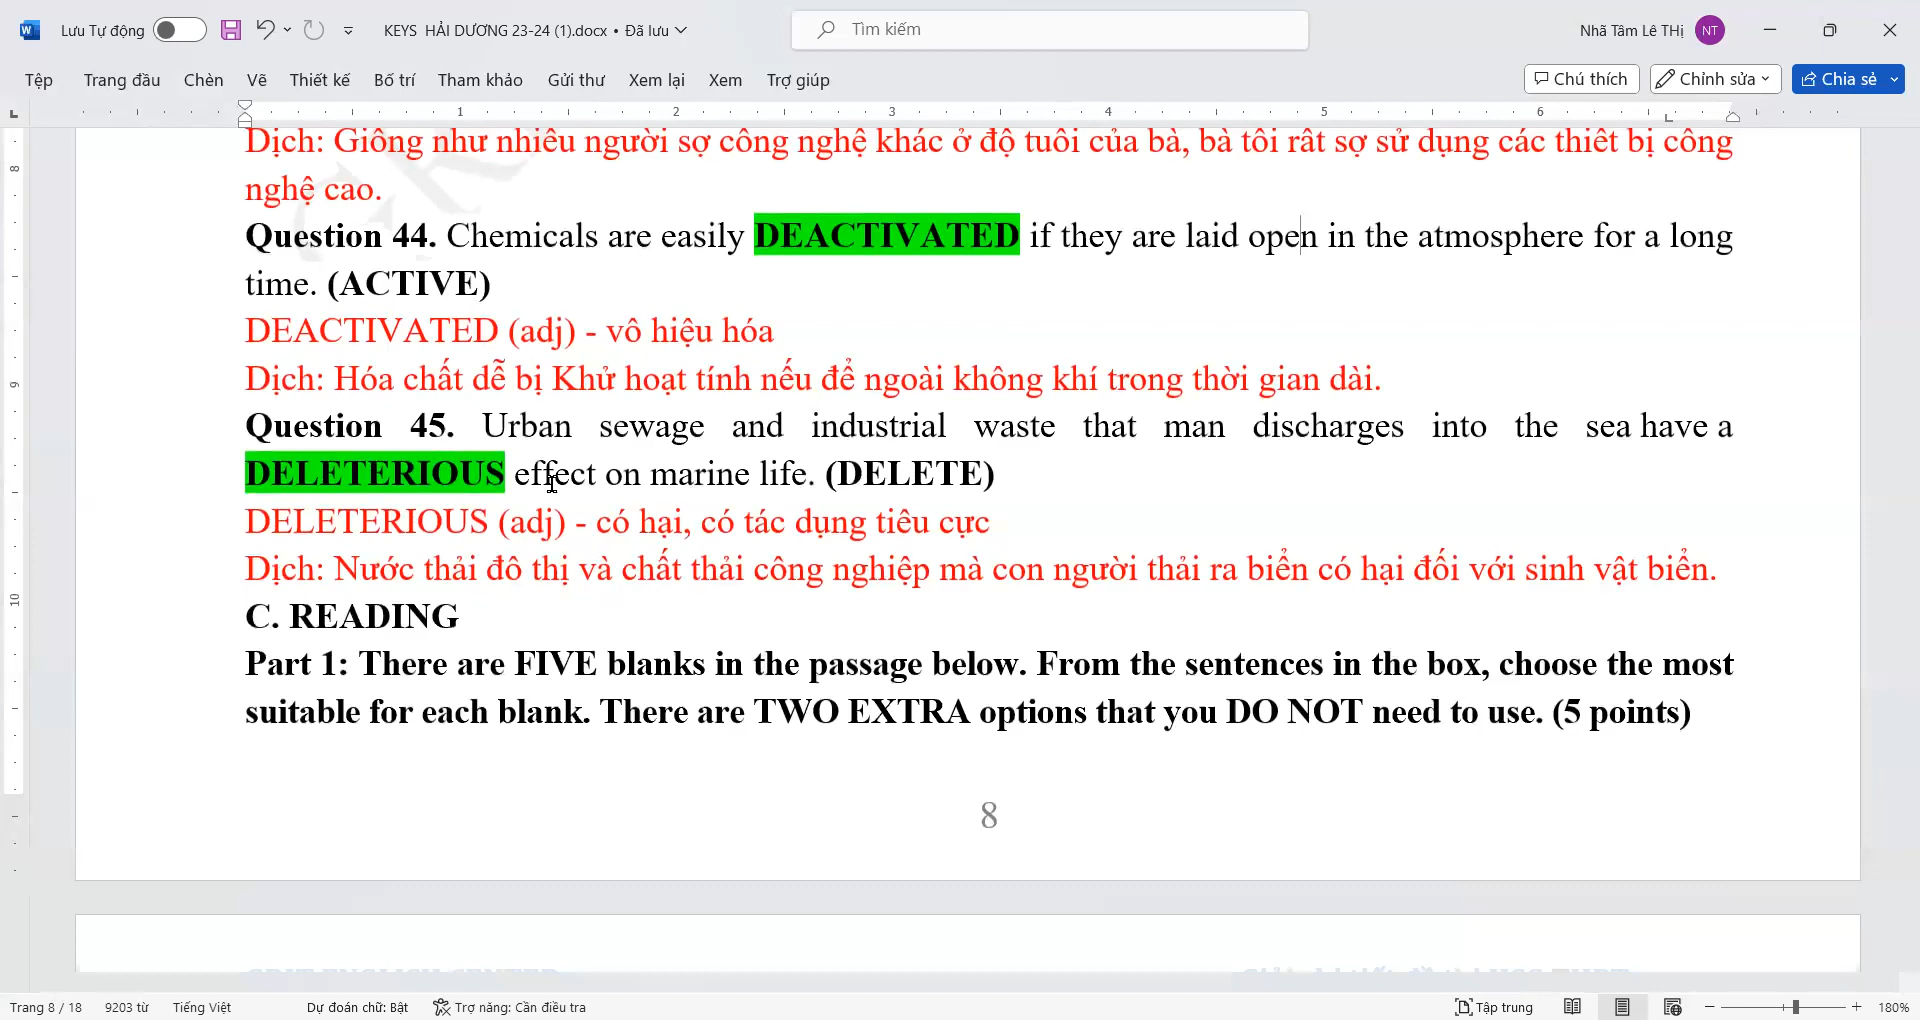 Lưu Tự động
KEYS HẢI DƯƠNG 23-24 (1).docx • Đã lưu
Tìm kiếm
Nhã Tâm Lê THị
NT
Tệp Trang đầu Chèn Vẽ Thiết kế Bố trí Tham khảo Gửi thư Xem lại Xem Trợ giúp
Chú thích Chỉnh sửa Chia sẻ
1 2 3 4 5 6
8
9
10
Dịch: Giống như nhiều người sợ công nghệ khác ở độ tuổi của bà, bà tôi rất sợ sử dụng các thiết bị công
nghệ cao.
Question 44. Chemicals are easily DEACTIVATED if they are laid open in the atmosphere for a long
time. (ACTIVE)
DEACTIVATED (adj) - vô hiệu hóa
Dịch: Hóa chất dễ bị Khử hoạt tính nếu để ngoài không khí trong thời gian dài.
Question 45. Urban sewage and industrial waste that man discharges into the sea have a
DELETERIOUS effect on marine life. (DELETE)
DELETERIOUS (adj) - có hại, có tác dụng tiêu cực
Dịch: Nước thải đô thị và chất thải công nghiệp mà con người thải ra biển có hại đối với sinh vật biển.
C. READING
Part 1: There are FIVE blanks in the passage below. From the sentences in the box, choose the most
suitable for each blank. There are TWO EXTRA options that you DO NOT need to use. (5 points)
8
Trang 8 / 18 9203 từ Tiếng Việt Dự đoán chữ: Bật Trợ năng: Cần điều tra
Tập trung
180%